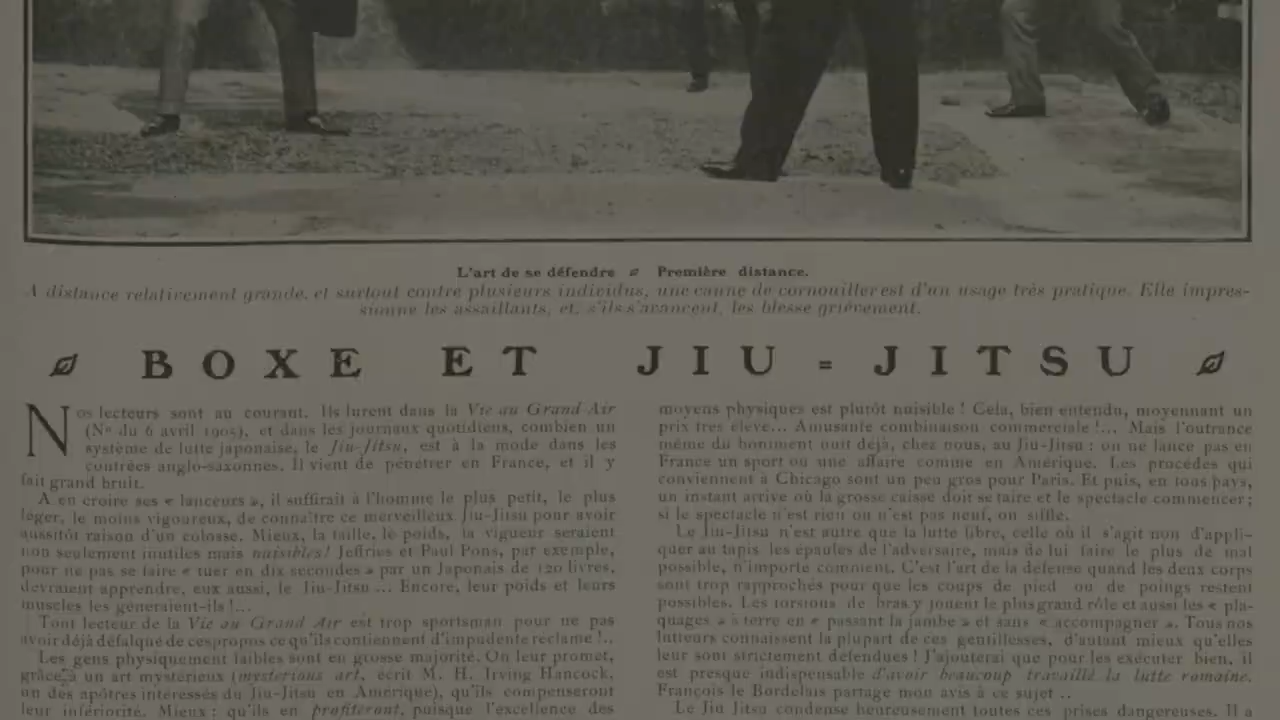 L'art de se défendre Première distance.
A distance relativement grande, et surtout contre plusieurs individus, une canne de cornouiller est d'un usage très pratique. Elle impres-
sionne les assaillants, et, s'ils s'avancent, les blesse grièvement.
BOXE ET JIU-JITSU
Nos lecteurs sont au courant. Ils lurent dans la Vie au Grand Air
(No du 6 avril 1905), et dans les journaux quotidiens, combien un
système de lutte japonaise, le Jiu-Jitsu, est à la mode dans les
contrées anglo-saxonnes. Il vient de pénétrer en France, et il y
fait grand bruit.
A en croire ses « lanceurs », il suffirait à l'homme le plus petit, le plus
léger, le moins vigoureux, de connaître ce merveilleux Jiu-Jitsu pour avoir
aussitôt raison d'un colosse. Mieux, la taille, le poids, la vigueur seraient
non seulement inutiles mais nuisibles! Jeffries et Paul Pons, par exemple,
pour ne pas se faire « tuer en dix secondes » par un Japonais de 120 livres,
devraient apprendre, eux aussi, le Jiu-Jitsu ... Encore, leur poids et leurs
muscles les gêneraient-ils !...
Tout lecteur de la Vie au Grand Air est trop sportsman pour ne pas
avoir déjà défalqué de ces propos ce qu'ils contiennent d'impudente réclame !..
Les gens physiquement faibles sont en grosse majorité. On leur promet,
grâce à un art mystérieux (mysterious art, écrit M. H. Irving Hancock,
un des apôtres intéressés du Jiu-Jitsu en Amérique), qu'ils compenseront
leur infériorité. Mieux : qu'ils en profiteront, puisque l'excellence des
moyens physiques est plutôt nuisible ! Cela, bien entendu, moyennant un
prix très élevé... Amusante combinaison commerciale !... Mais l'outrance
même du boniment nuit déjà, chez nous, au Jiu-Jitsu : on ne lance pas en
France un sport ou une affaire comme en Amérique. Les procédés qui
conviennent à Chicago sont un peu gros pour Paris. Et puis, en tous pays,
un instant arrive où la grosse caisse doit se taire et le spectacle commencer;
si le spectacle n'est rien ou n'est pas neuf, on siffle.
Le Jiu-Jitsu n'est autre que la lutte libre, celle où il s'agit non d'appli-
quer au tapis les épaules de l'adversaire, mais de lui faire le plus de mal
possible, n'importe comment. C'est l'art de la défense quand les deux corps
sont trop rapprochés pour que les coups de pied ou de poings restent
possibles. Les torsions de bras y jouent le plus grand rôle et aussi les « pla-
quages » à terre en « passant la jambe » et sans « accompagner ». Tous nos
lutteurs connaissent la plupart de ces gentillesses, d'autant mieux qu'elles
leur sont strictement défendues ! J'ajouterai que pour les exécuter bien, il
est presque indispensable d'avoir beaucoup travaillé la lutte romaine.
François le Bordelais partage mon avis à ce sujet ..
Le Jiu Jitsu condense heureusement toutes ces prises dangereuses. Il a